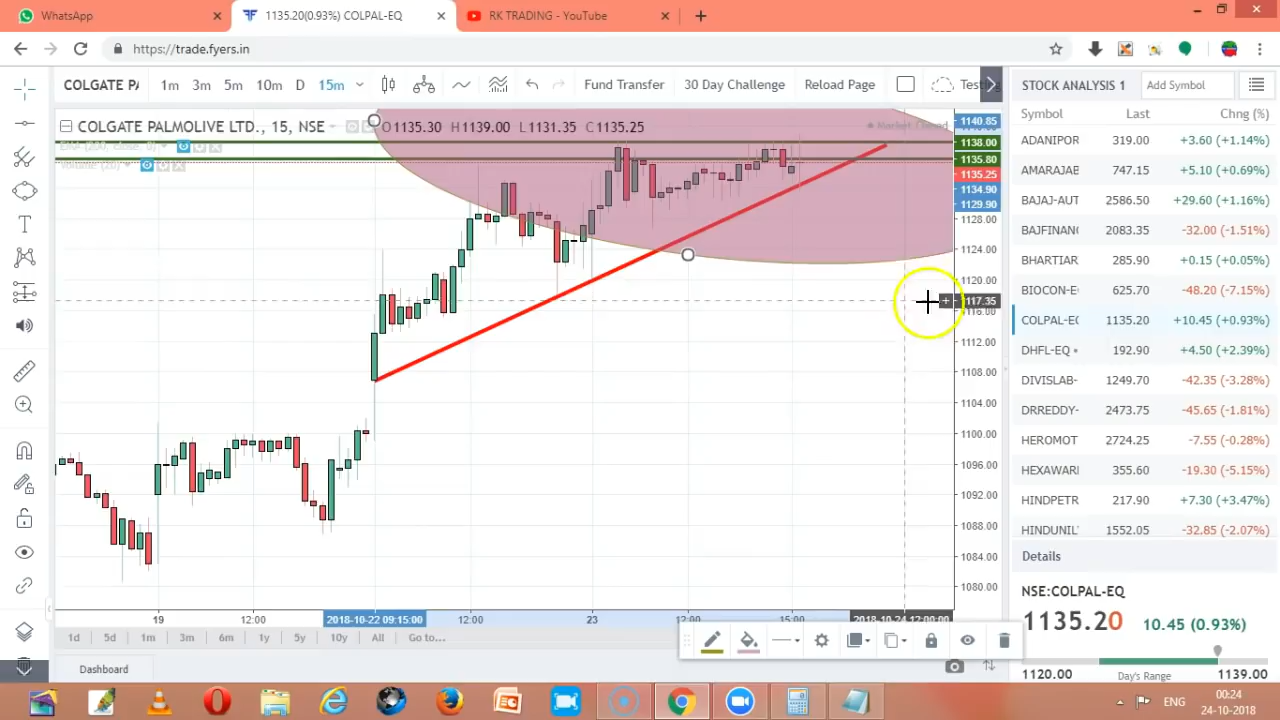 WhatsApp
1135.20(0.93%) COLPAL-EQ
RK TRADING - YouTube
https://trade.fyers.in
COLGATE PA
1m 3m 5m 10m D 15m
Fund Transfer
30 Day Challenge
Reload Page
COLGATE PALMOLIVE LTD., 15, NSE
O1135.30 H1139.00 L1131.35 C1135.25
1140.85
1138.00
1135.80
1135.25
1134.90
1129.90
1128.00
1124.00
1120.00
1117.35
1116.00
1112.00
1108.00
1104.00
1100.00
1096.00
1092.00
1088.00
1084.00
1080.00
19
12:00
2018-10-22 09:15:00
12:00
23
12:00
15:00
2018-10-24 12:00:00
1d 5d 1m 3m 6m 1y 5y 10y All Go to...
Dashboard
STOCK ANALYSIS 1
Add Symbol
Symbol Last Chng (%)
ADANIPOR 319.00 +3.60 (+1.14%)
AMARAJAB 747.15 +5.10 (+0.69%)
BAJAJ-AUT 2586.50 +29.60 (+1.16%)
BAJFINANC 2083.35 -32.00 (-1.51%)
BHARTIAR 285.90 +0.15 (+0.05%)
BIOCON-E 625.70 -48.20 (-7.15%)
COLPAL-EQ 1135.20 +10.45 (+0.93%)
DHFL-EQ 192.90 +4.50 (+2.39%)
DIVISLAB- 1249.70 -42.35 (-3.28%)
DRREDDY- 2473.75 -45.65 (-1.81%)
HEROMOT 2724.25 -7.55 (-0.28%)
HEXAWARI 355.60 -19.30 (-5.15%)
HINDPETR 217.90 +7.30 (+3.47%)
HINDUNIL 1552.05 -32.85 (-2.07%)
Details
NSE:COLPAL-EQ
1135.20 10.45 (0.93%)
1120.00 Day's Range 1139.00
ENG
00:24
24-10-2018